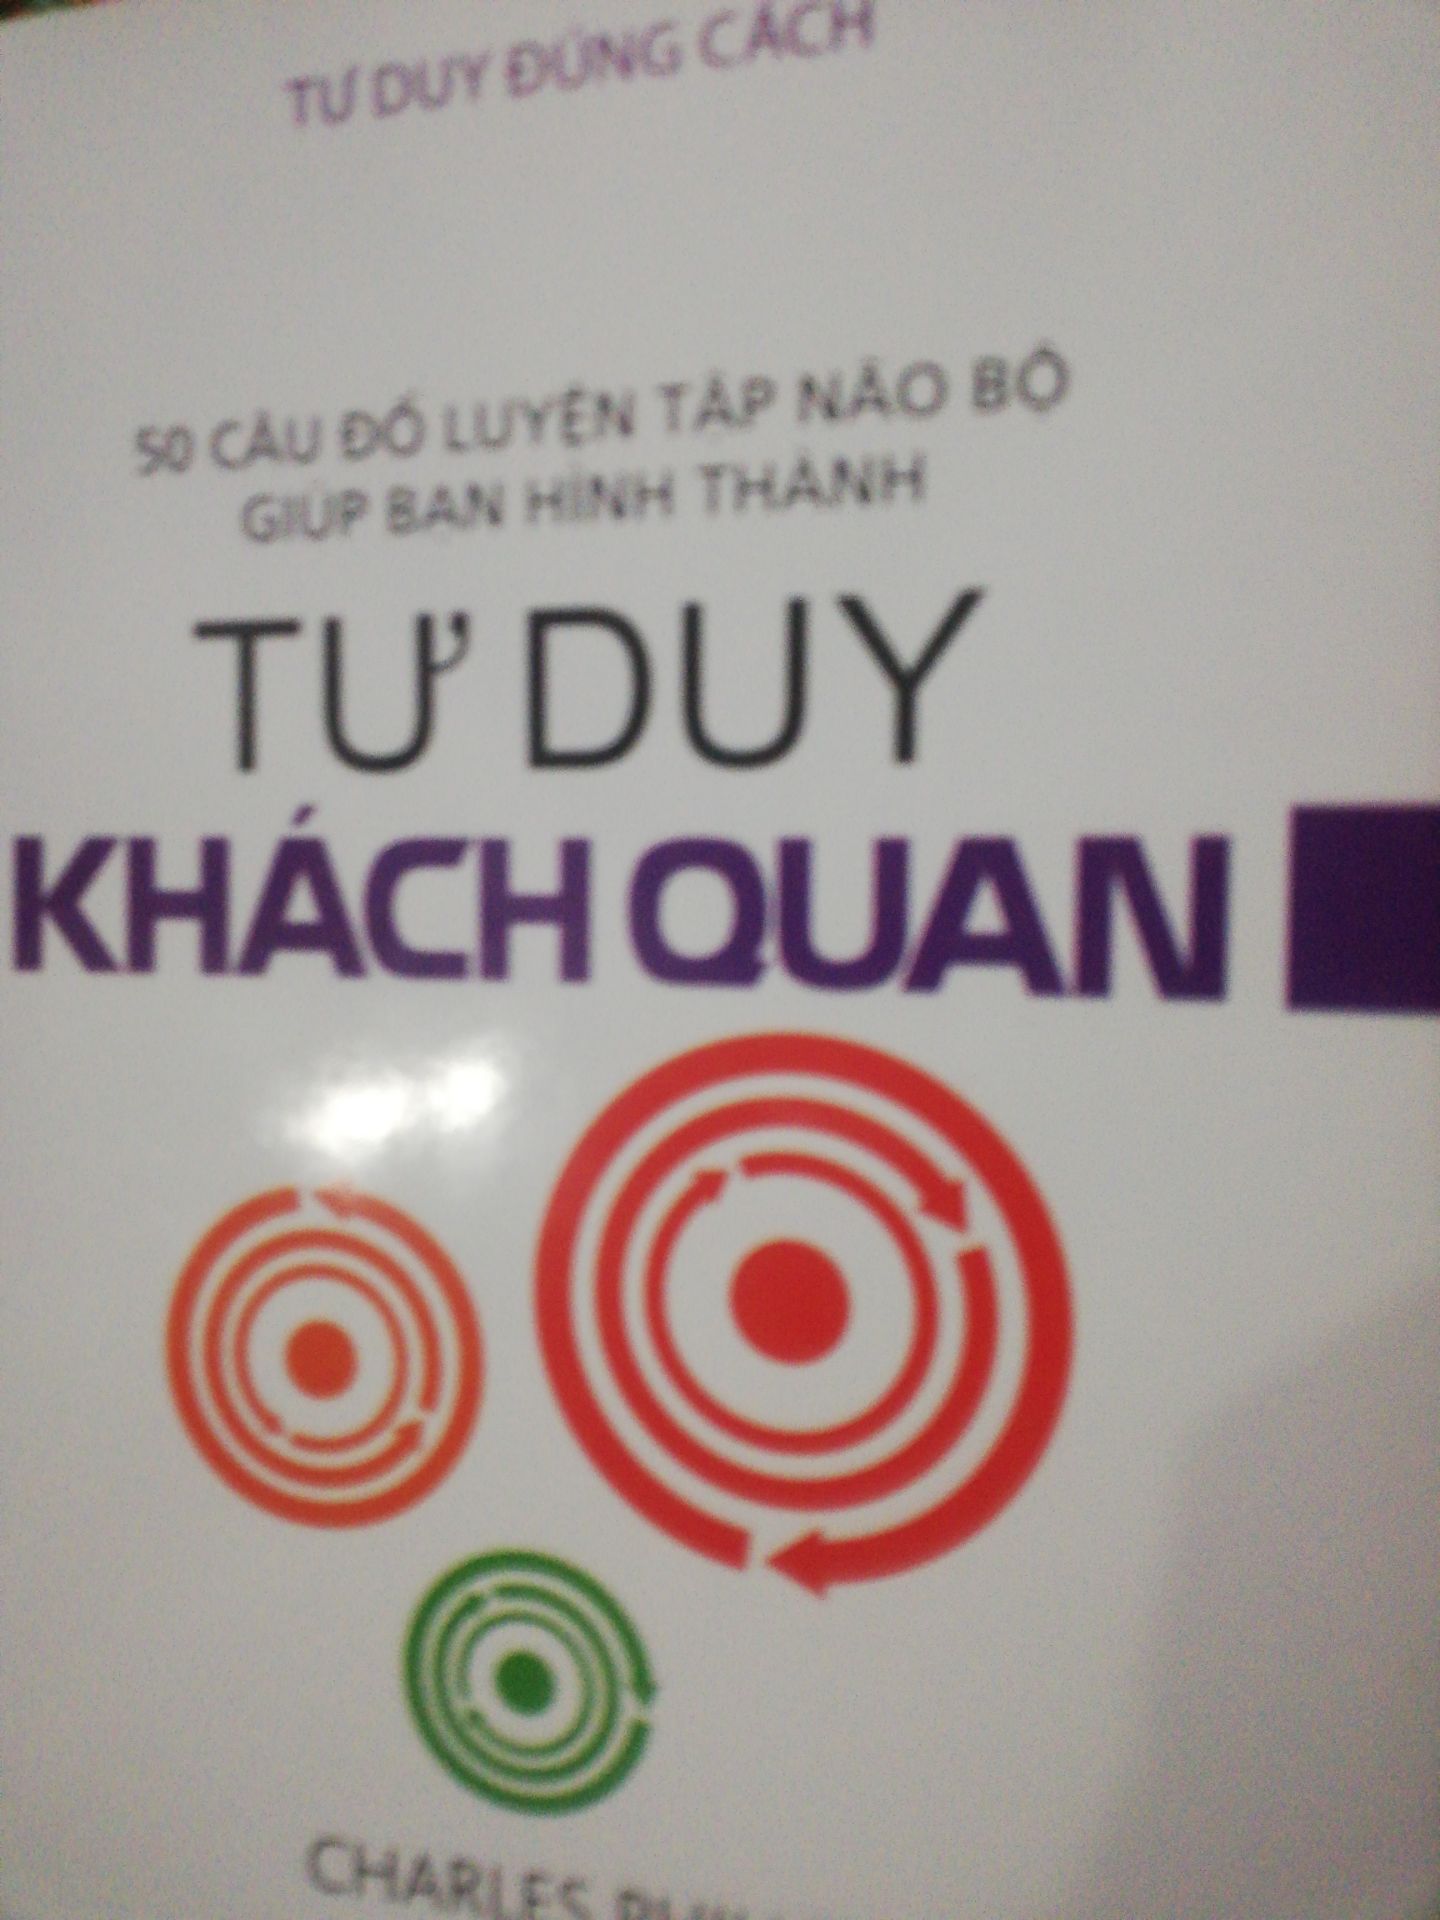 TƯ DUY ĐÚNG CÁCH
50 CÂU ĐỐ LUYỆN TẬP NÃO BỘ
GIÚP BẠN HÌNH THÀNH
TƯ DUY
KHÁCH QUAN
CHARLES